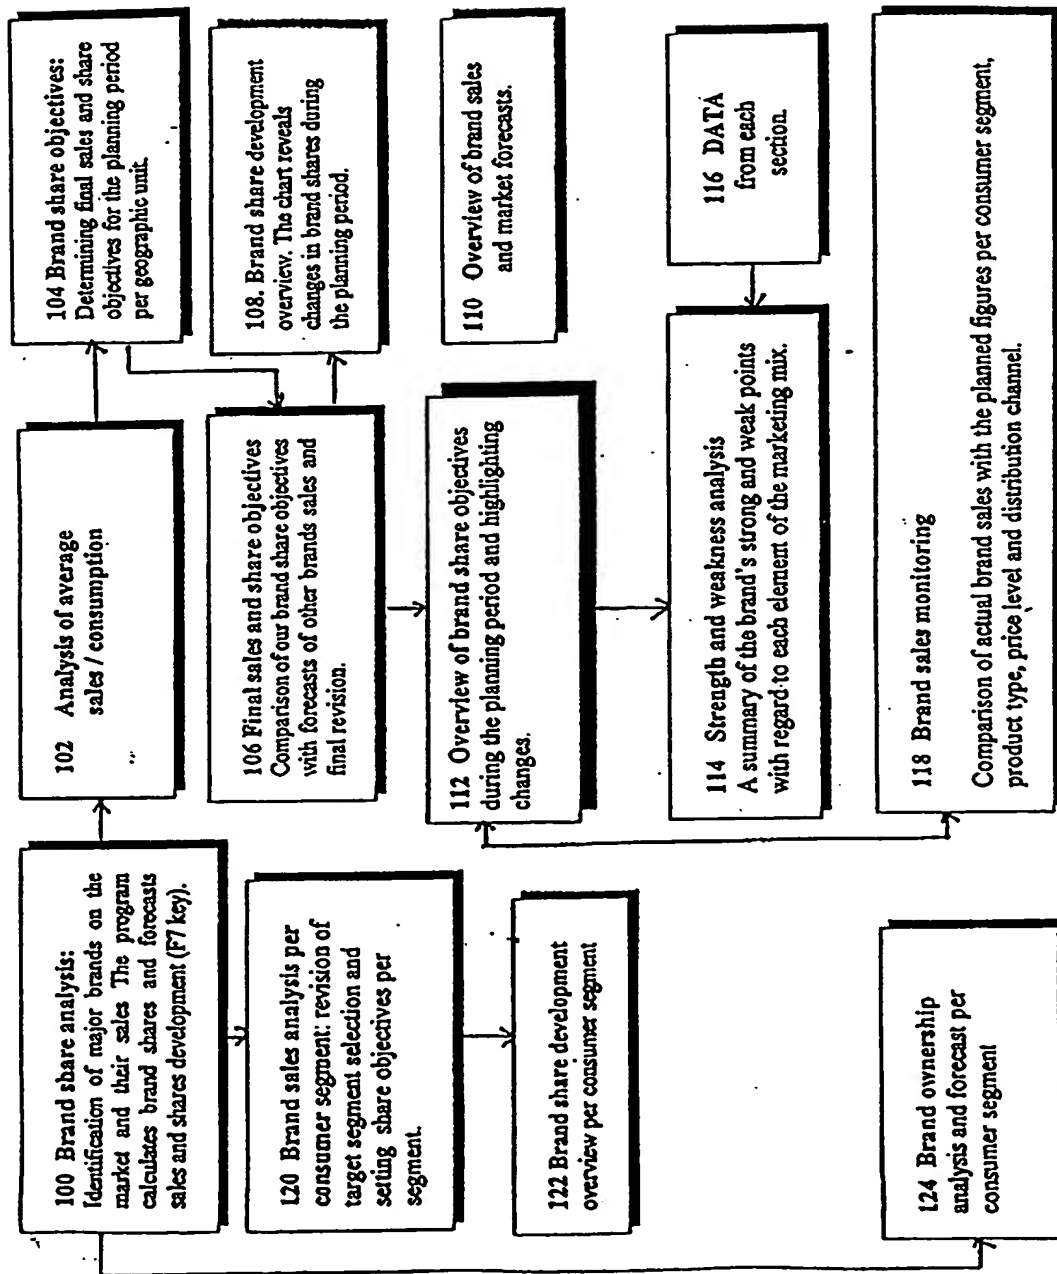 100 Brand share analysis:
Identification of major brands on the
market and their sales The program
calculates brand shares and forecasts
sales and shares development (F7 key).
102 Analysis of average
sales / consumption
104 Brand share objectives:
Determining final sales and share
objectives for the planning period
per geographic unit.
106 Final sales and share objectives
Comparison of our brand share objectives
with forecasts of other brands sales and
final revision.
108. Brand share development
overview. The chart reveals
changes in brand shares during
the planning period.
120 Brand sales analysis per
consumer segment: revision of
target segment selection and
setting share objectives per
segment.
112 Overview of brand share objectives
during the planning period and highlighting
changes.
110 Overview of brand sales
and market forecasts.
122 Brand share development
overview per consumer segment
114 Strength and weakness analysis
A summary of the brand's strong and weak points
with regard to each element of the marketing mix.
116 DATA
from each
section.
124 Brand ownership
analysis and forecast per
consumer segment
118 Brand sales monitoring
Comparison of actual brand sales with the planned figures per consumer segment,
product type, price level and distribution channel.